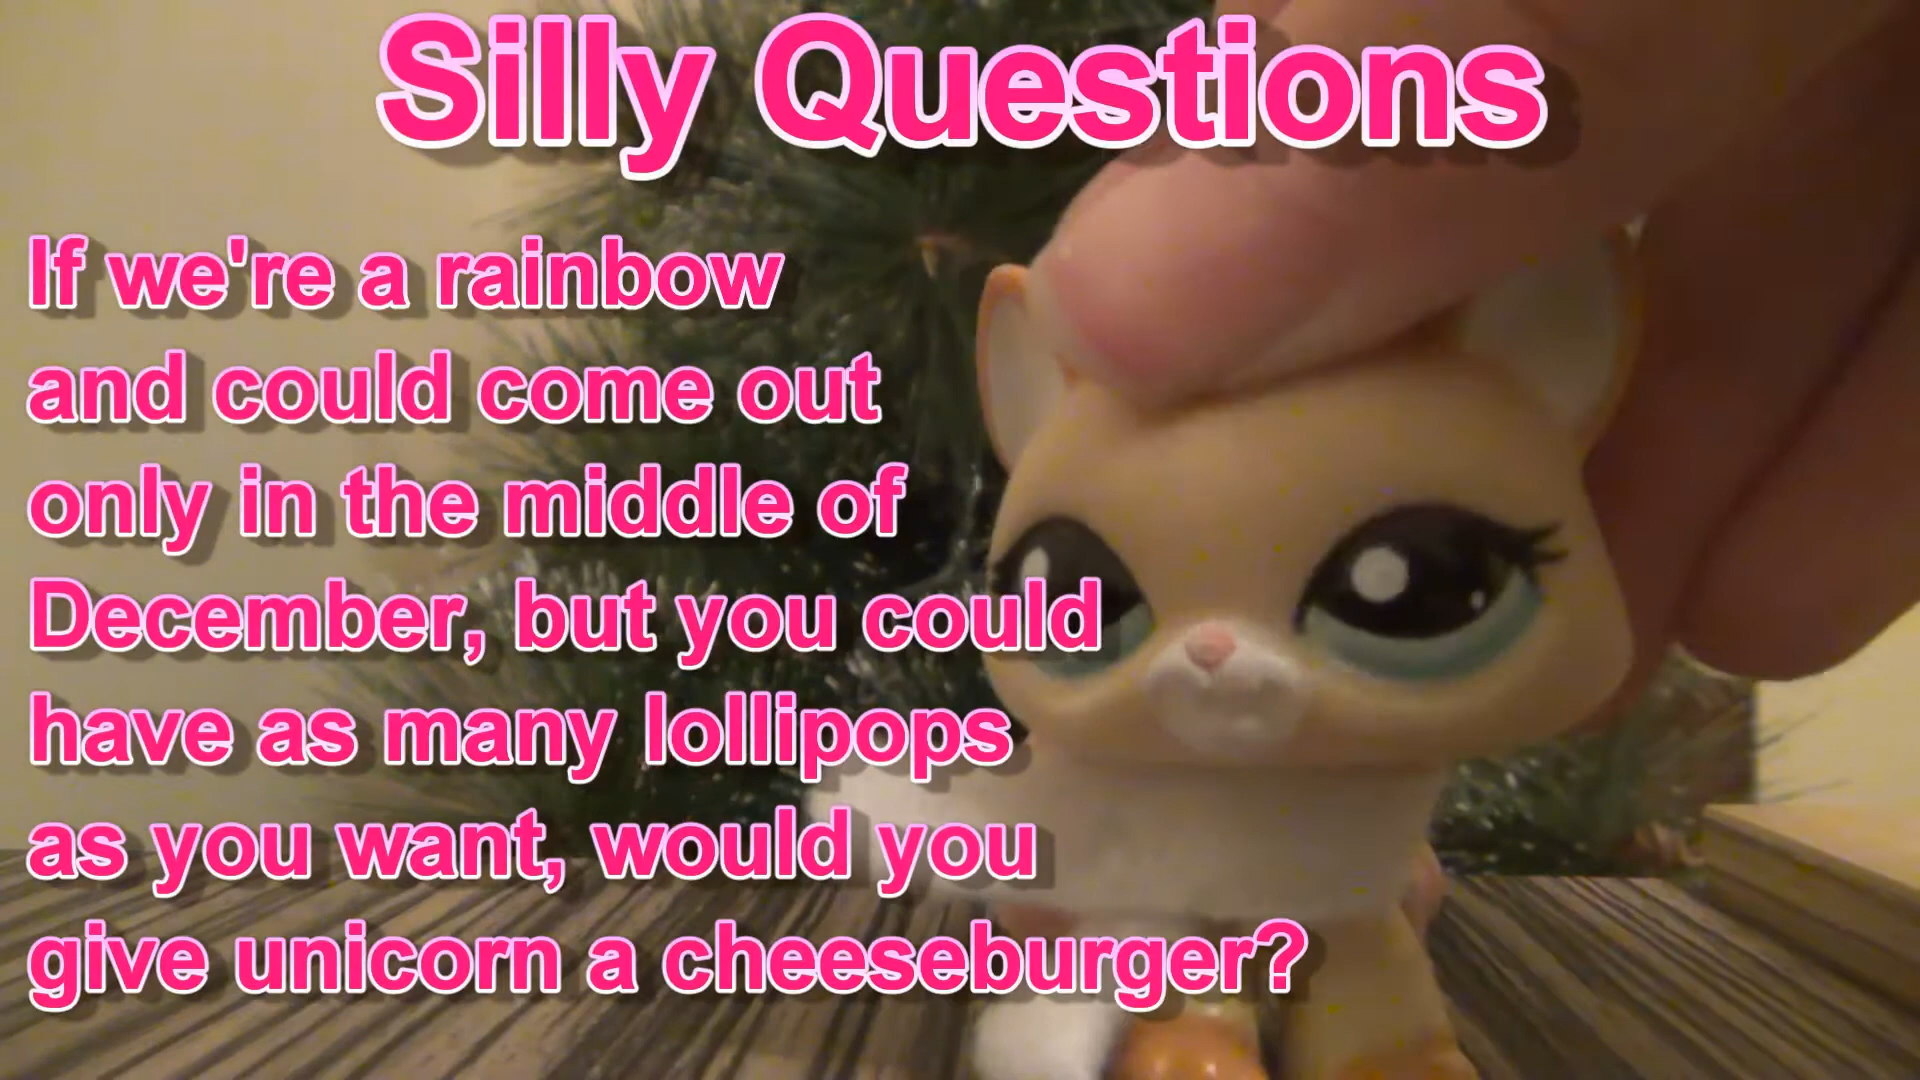 Silly Questions
If we're a rainbow
and could come out
only in the middle of
December, but you could
have as many lollipops
as you want, would you
give unicorn a cheeseburger?